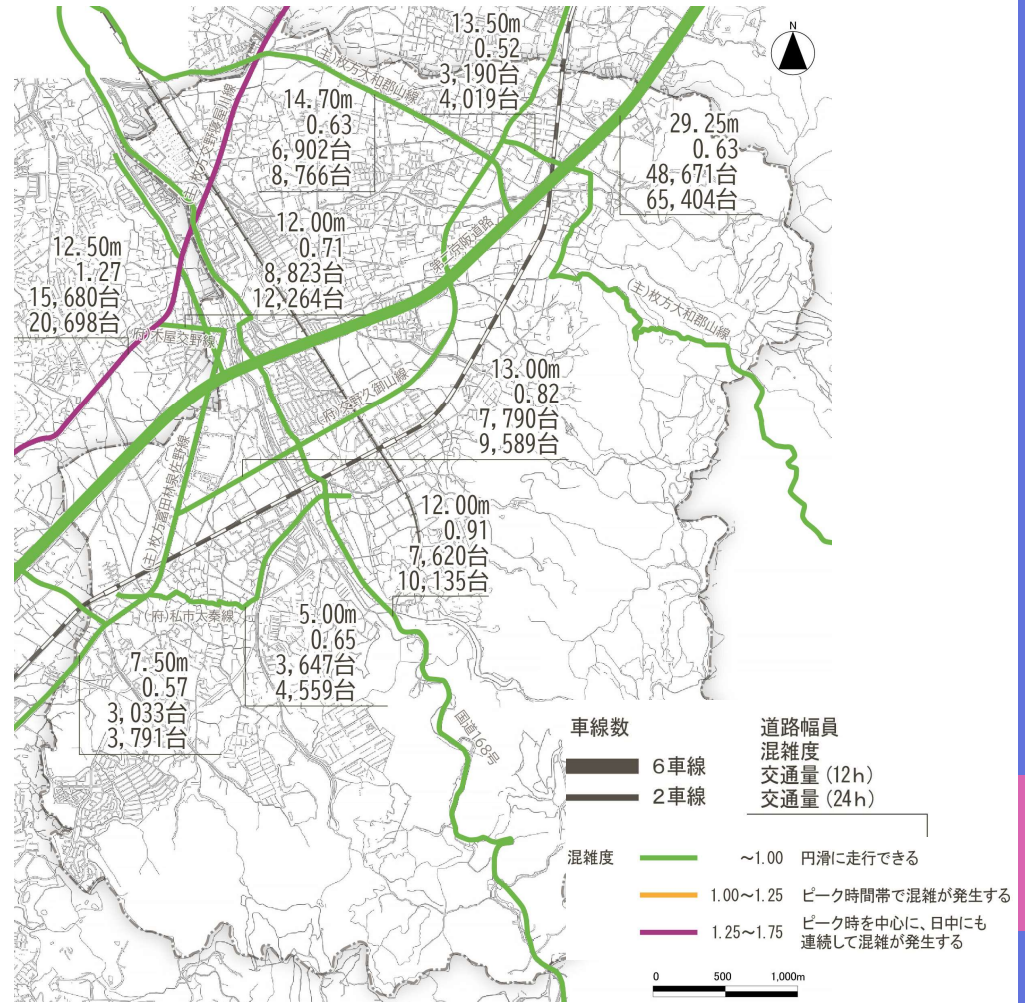 N
13.50m
0.52
3,190台
4,019台
(主)枚方大和郡山線
14.70m
0.63
6,902台
8,766台
29.25m
0.63
48,671台
65,404台
(主)枚方交野寝屋川線
12.00m
0.71
8,823台
12,264台
12.50m
1.27
15,680台
20,698台
第二京阪道路
(主)枚方大和郡山線
(府)木屋交野線
(府)交野久御山線
13.00m
0.82
7,790台
9,589台
(主)枚方富田林泉佐野線
12.00m
0.91
7,620台
10,135台
(府)私市太秦線
5.00m
0.65
3,647台
4,559台
7.50m
0.57
3,033台
3,791台
国道168号
車線数
6車線
2車線
道路幅員
混雑度
交通量 (12h)
交通量 (24h)
混雑度
～1.00 円滑に走行できる
1.00～1.25 ピーク時間帯で混雑が発生する
1.25～1.75 ピーク時を中心に、日中にも
連続して混雑が発生する
0 500 1,000m